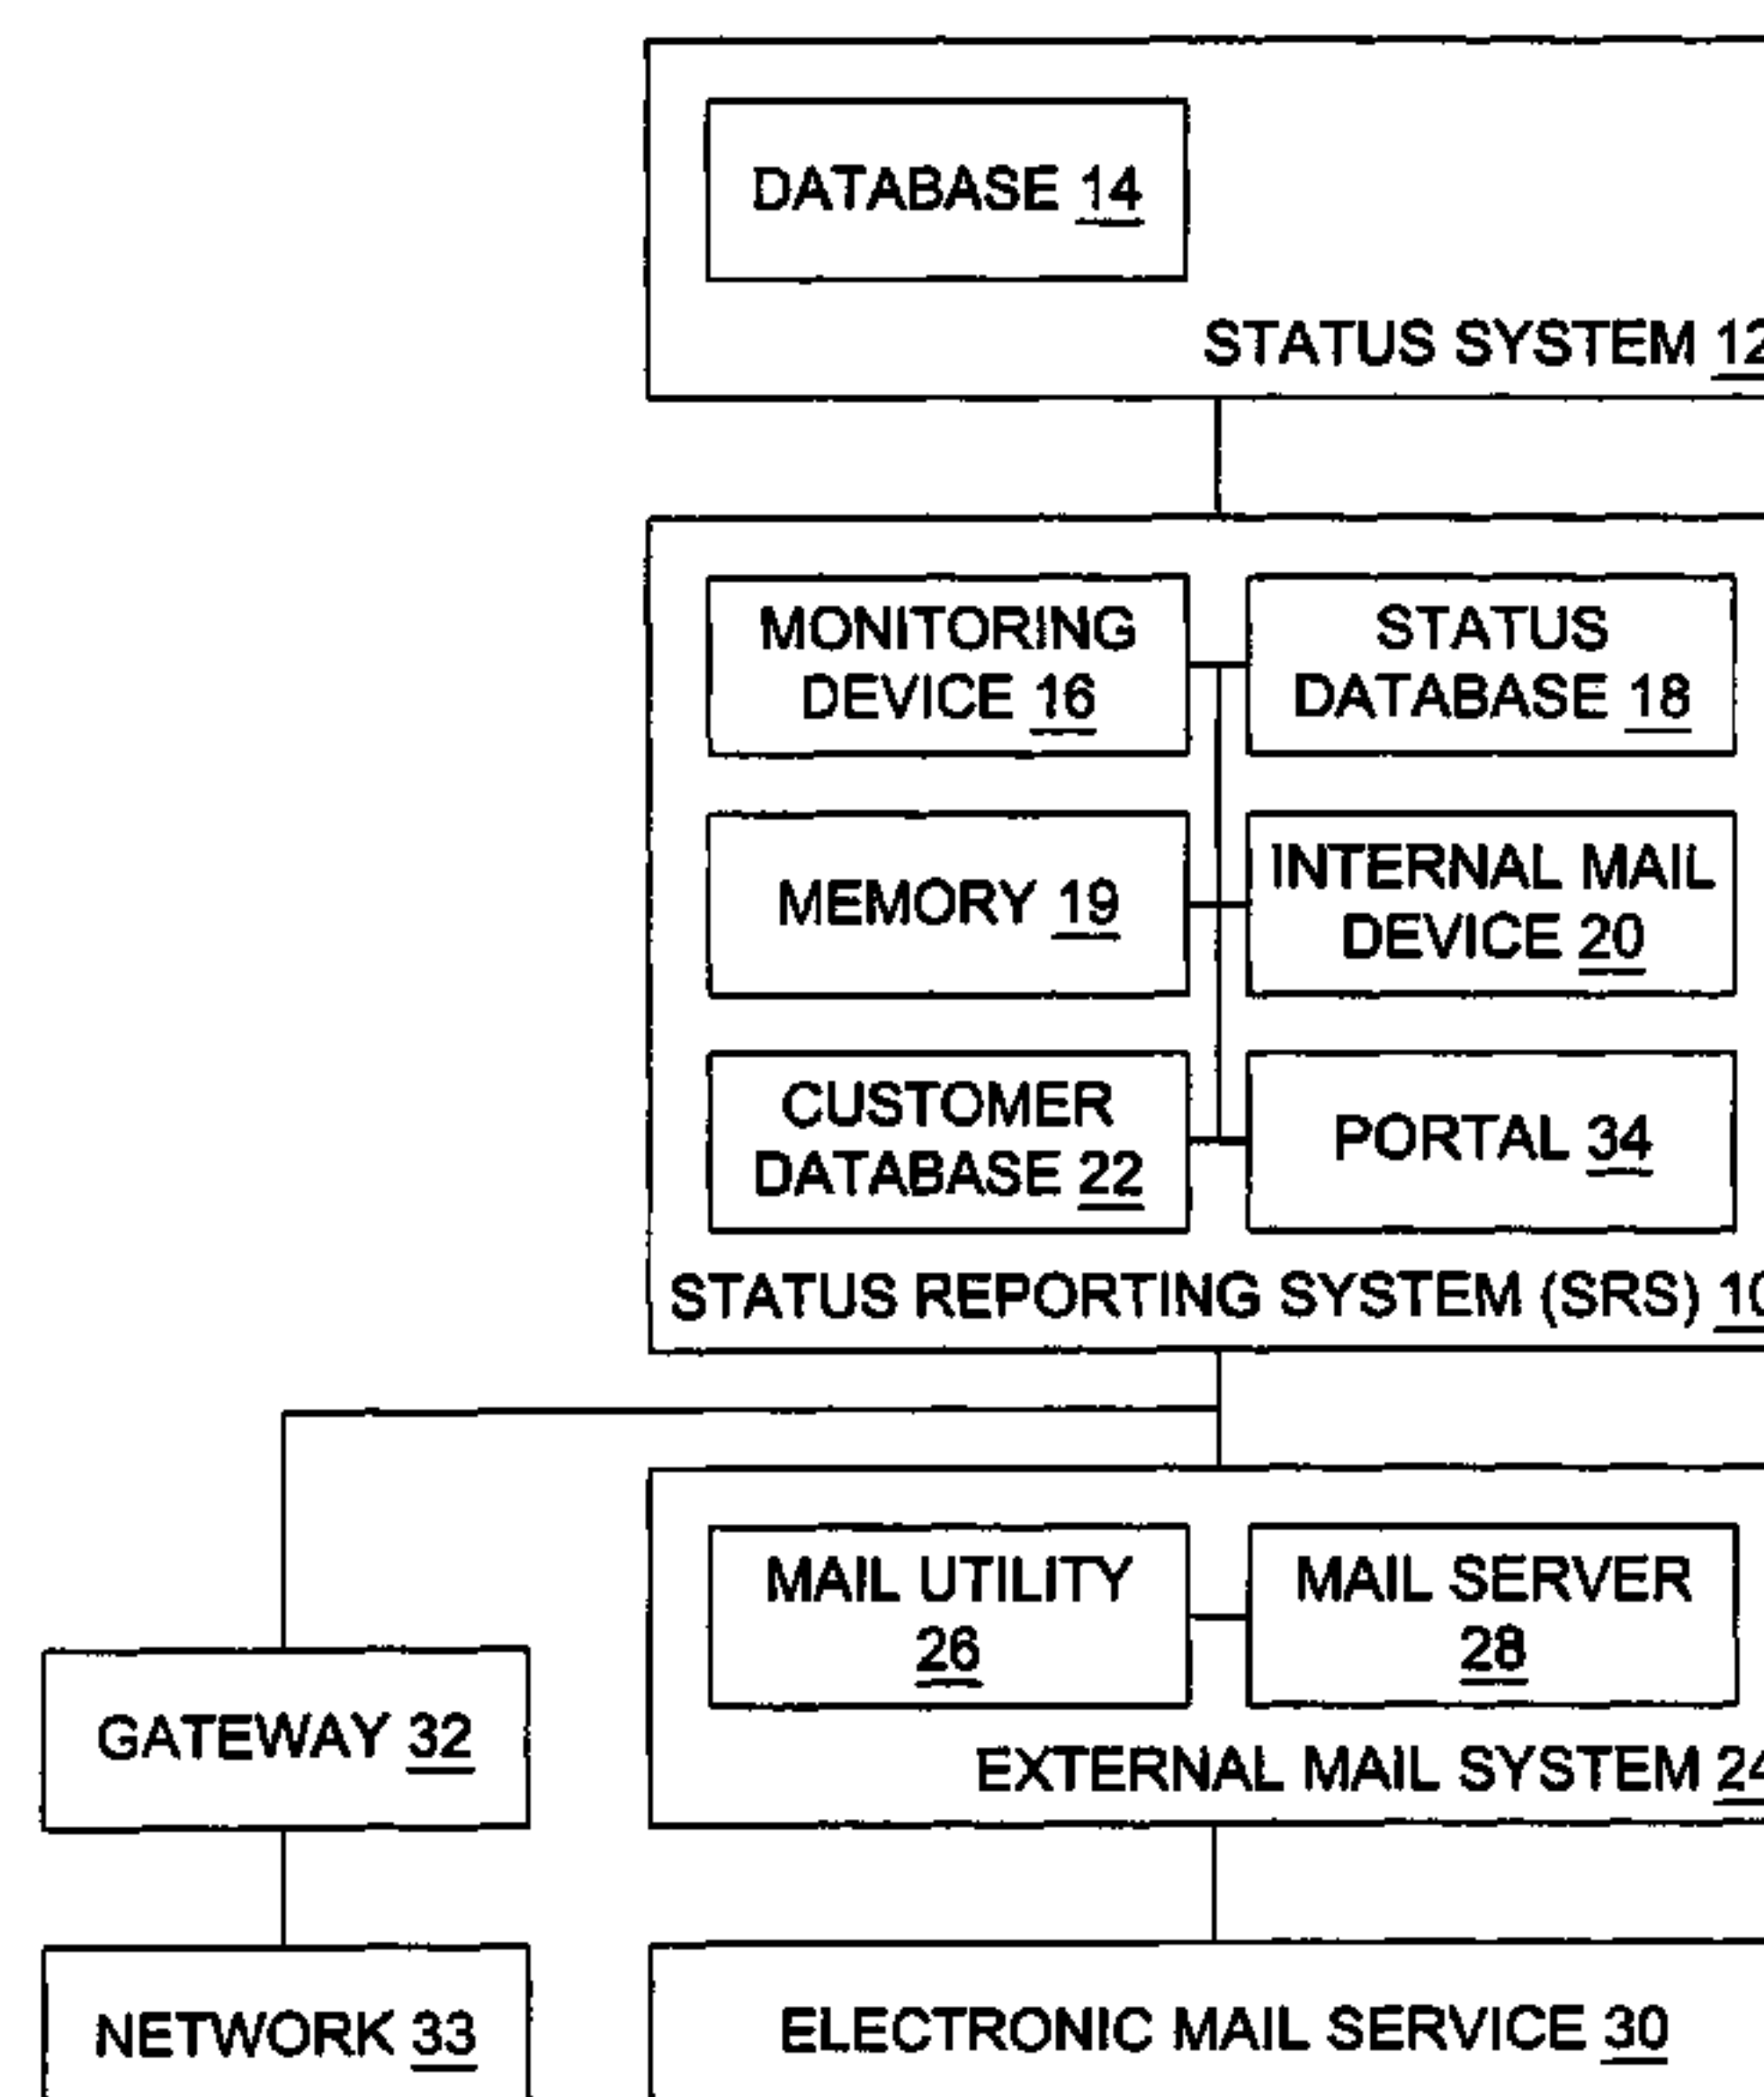 DATABASE 14
STATUS SYSTEM 12
MONITORING
DEVICE 16
STATUS
DATABASE 18
MEMORY 19
INTERNAL MAIL
DEVICE 20
CUSTOMER
DATABASE 22
PORTAL 34
STATUS REPORTING SYSTEM (SRS) 10
MAIL UTILITY
26
MAIL SERVER
28
EXTERNAL MAIL SYSTEM 24
GATEWAY 32
NETWORK 33
ELECTRONIC MAIL SERVICE 30